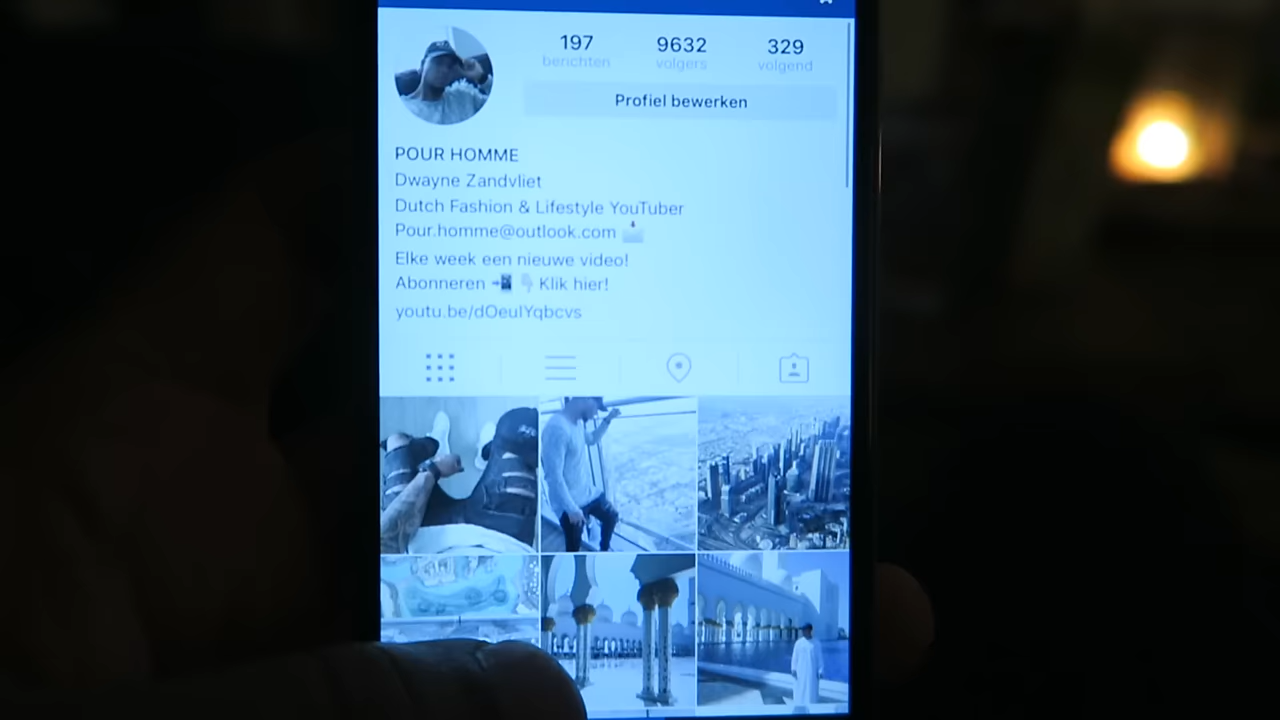 197 9632 329
berichten volgers volgend
Profiel bewerken
POUR HOMME
Dwayne Zandvliet
Dutch Fashion & Lifestyle YouTuber
Pour.homme@outlook.com
Elke week een nieuwe video!
Abonneren Klik hier!
youtu.be/dOeuIYqbcvs